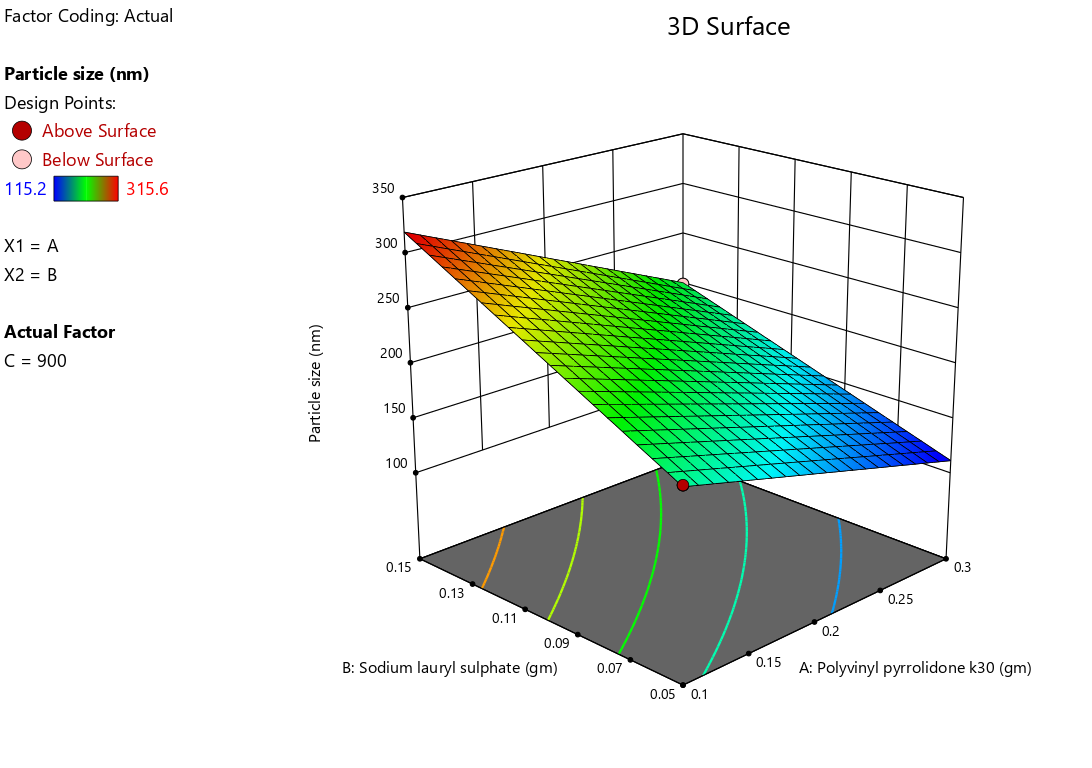 Factor Coding: Actual
3D Surface
Particle size (nm)
Design Points:
Above Surface
Below Surface
115.2 315.6
X1 = A
X2 = B
Actual Factor
C = 900
Particle size (nm)
350
300
250
200
150
100
0.15
0.13
0.11
0.09
0.07
0.05
B: Sodium lauryl sulphate (gm)
0.1
0.15
0.2
0.25
0.3
A: Polyvinyl pyrrolidone k30 (gm)